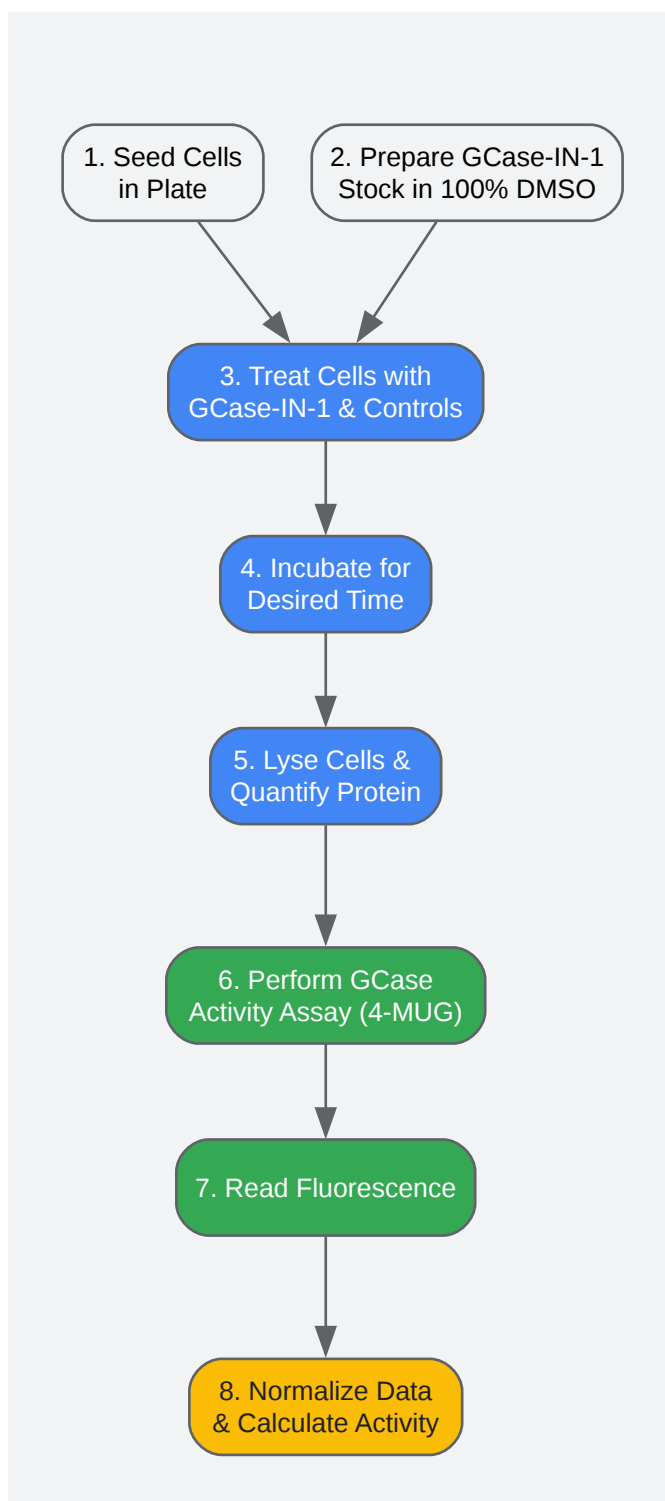 1. Seed Cells
in Plate
2. Prepare GCase-IN-1
Stock in 100% DMSO
3. Treat Cells with
GCase-IN-1 & Controls
4. Incubate for
Desired Time
5. Lyse Cells &
Quantify Protein
6. Perform GCase
Activity Assay (4-MUG)
7. Read Fluorescence
8. Normalize Data
& Calculate Activity